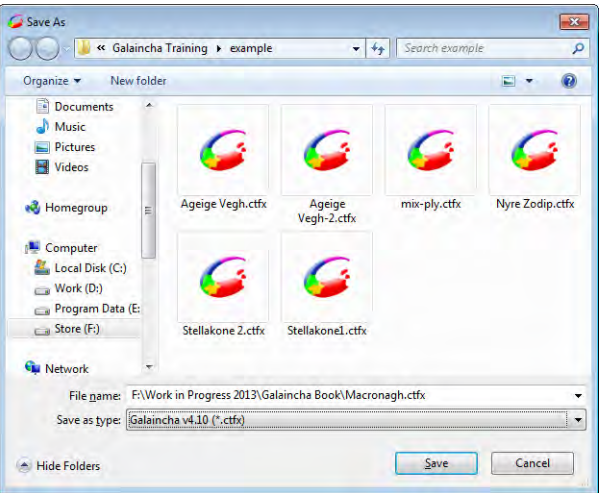 Save As
« Galaincha Training example
Search example
Organize
New folder
Documents
Music
Pictures
Videos
Homegroup
Computer
Local Disk (C:)
Work (D:)
Program Data (E:
Store (F:)
Network
Ageige Vegh.ctfx
Ageige
Vegh-2.ctfx
mix-ply.ctfx
Nyre Zodip.ctfx
Stellakone 2.ctfx
Stellakone1.ctfx
File name: F:\Work in Progress 2013\Galaincha Book\Macronagh.ctfx
Save as type: Galaincha v4.10 (*.ctfx)
Hide Folders
Save
Cancel